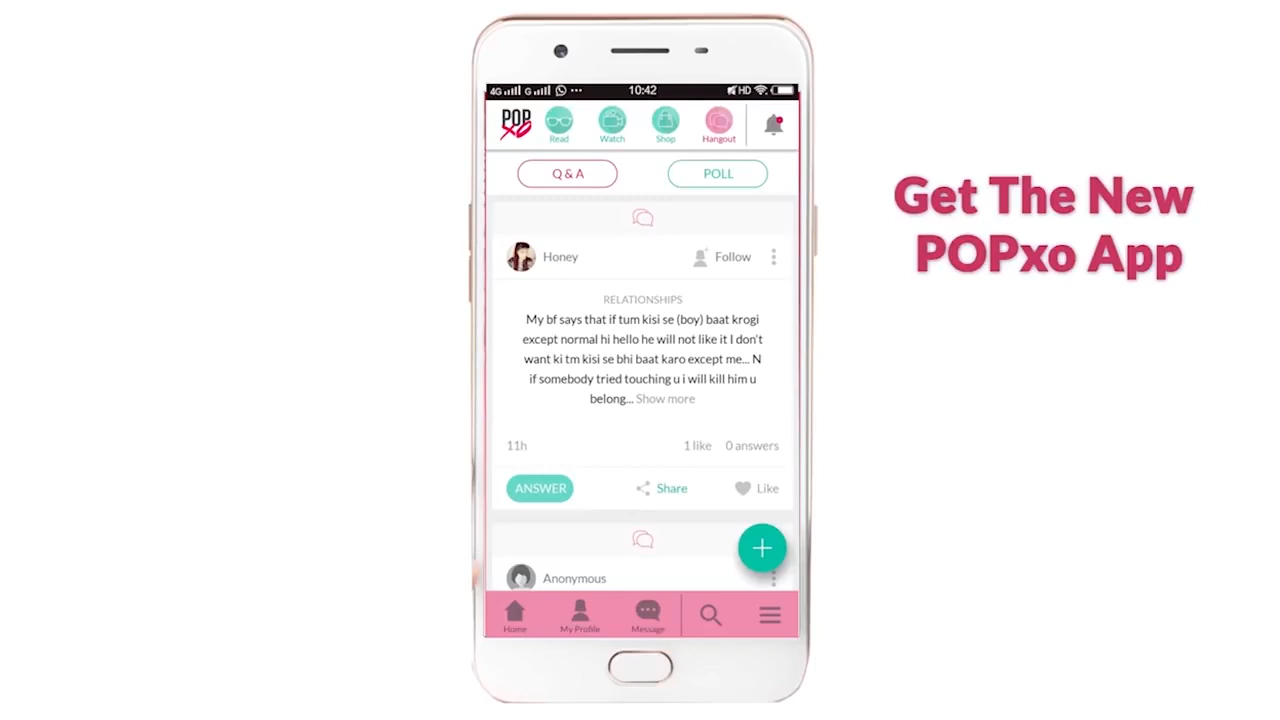 4G G 10:42 HD
POP
xo
Read Watch Shop Hangout
Q & A POLL
Honey Follow
RELATIONSHIPS
My bf says that if tum kisi se (boy) baat krogi
except normal hi hello he will not like it I don't
want ki tm kisi se bhi baat karo except me... N
if somebody tried touching u i will kill him u
belong... Show more
11h 1 like 0 answers
ANSWER Share Like
Anonymous
Home My Profile Message
Get The New
POPxo App